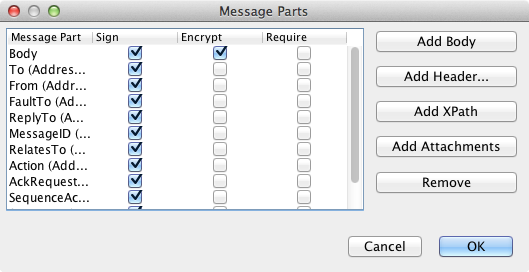 Message Parts
Message Part Sign Encrypt Require
Body
To (Addres...
From (Addr...
FaultTo (Ad...
ReplyTo (A...
MessageID (...
RelatesTo (...
Action (Add...
AckRequest...
SequenceAc...
Add Body
Add Header...
Add XPath
Add Attachments
Remove
Cancel OK